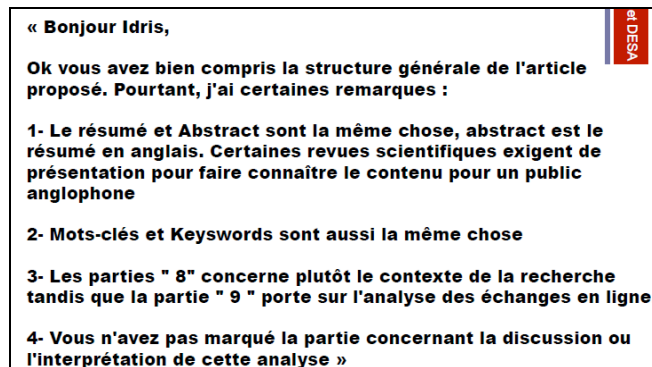 « Bonjour Idris,
Ok vous avez bien compris la structure générale de l'article
proposé. Pourtant, j'ai certaines remarques :
1- Le résumé et Abstract sont la même chose, abstract est le
résumé en anglais. Certaines revues scientifiques exigent de
présentation pour faire connaître le contenu pour un public
anglophone
2- Mots-clés et Keyswords sont aussi la même chose
3- Les parties " 8" concerne plutôt le contexte de la recherche
tandis que la partie " 9 " porte sur l'analyse des échanges en ligne
4- Vous n'avez pas marqué la partie concernant la discussion ou
l'interprétation de cette analyse »
et DESA